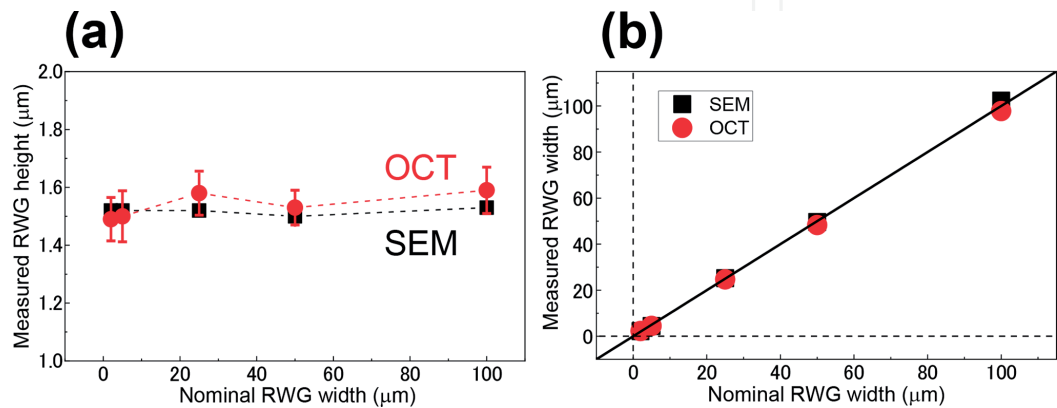 (a)
Measured RWG height (μm)
2.0
1.8
1.6
1.4
1.2
1.0
OCT
SEM
0
20
40
60
80
100
Nominal RWG width (μm)
(b)
Measured RWG width (μm)
100
80
60
40
20
0
SEM
OCT
0
20
40
60
80
100
Nominal RWG width (μm)